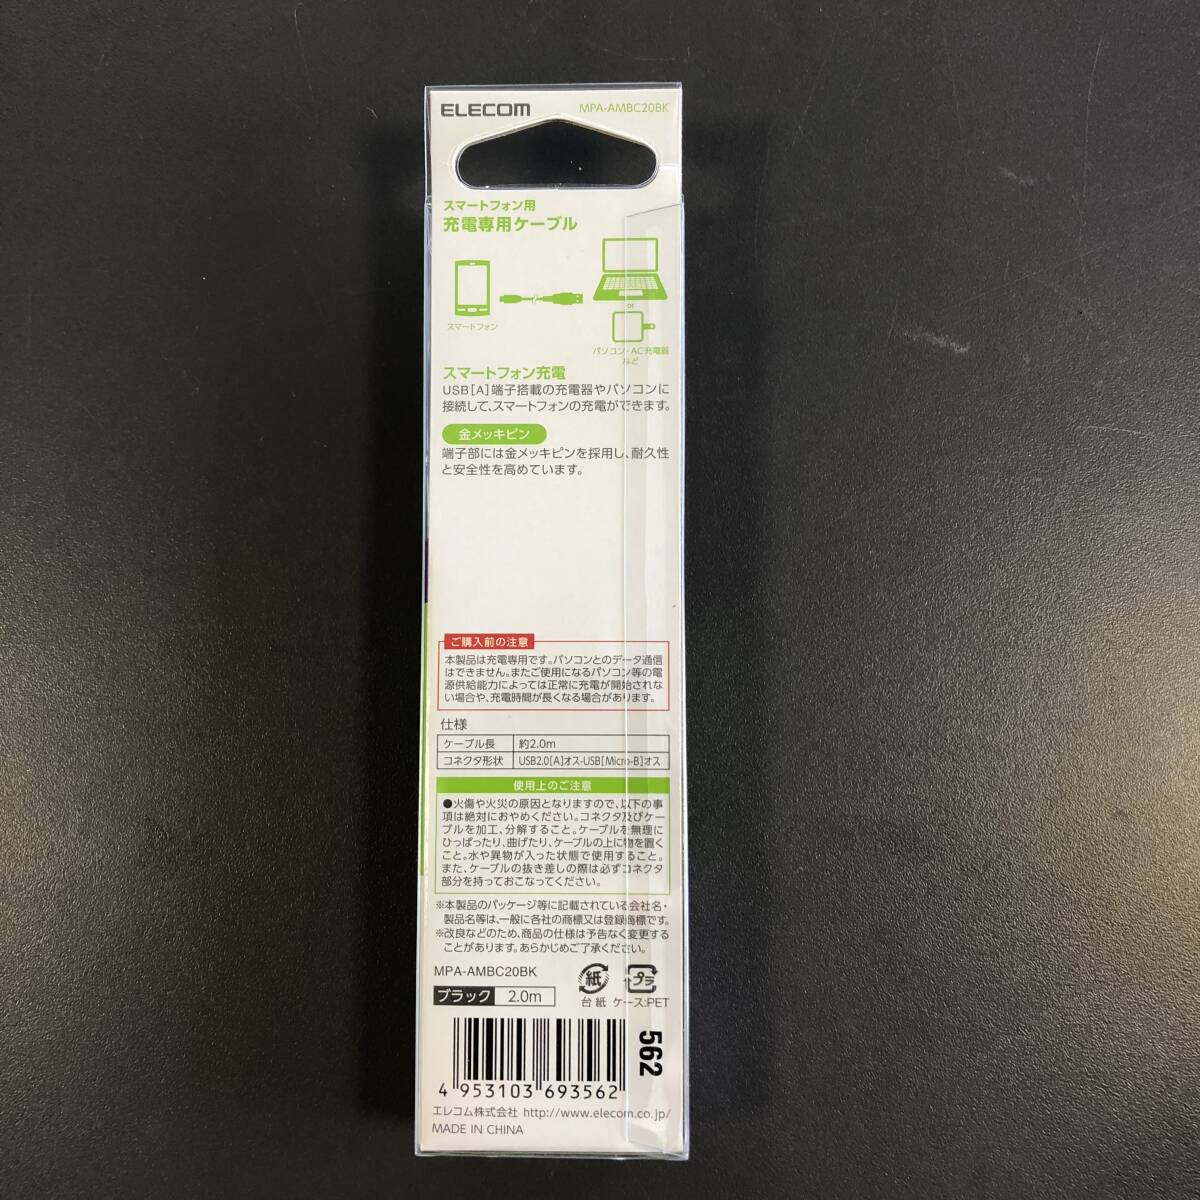 ELECOM
MPA-AMBC20BK
スマートフォン用
充電専用ケーブル
スマートフォン
or
パソコン・AC充電器
など
スマートフォン充電
USB[A]端子搭載の充電器やパソコンに
接続して、スマートフォンの充電ができます。
金メッキピン
端子部には金メッキピンを採用し、耐久性
と安全性を高めています。
ご購入前の注意
本製品は充電専用です。パソコンとのデータ通信
はできません。またご使用になるパソコン等の電
源供給能力によっては正常に充電が開始されな
い場合や、充電時間が長くなる場合があります。
仕様
ケーブル長 約2.0m
コネクタ形状 USB2.0[A]オス-USB[Micro-B]オス
使用上のご注意
●火傷や火災の原因となりますので、以下の事
項は絶対におやめください。コネクタ及びケー
ブルを加工、分解すること。ケーブルを無理に
ひっぱったり、曲げたり、ケーブルの上に物を置く
こと。水や異物が入った状態で使用すること。
また、ケーブルの抜き差しの際は必ずコネクタ
部分を持っておこなってください。
※本製品のパッケージ等に記載されている会社名・
製品名等は、一般に各社の商標又は登録商標です。
※改良などのため、商品の仕様は予告なく変更する
ことがあります。あらかじめご了承ください。
MPA-AMBC20BK
ブラック 2.0m
紙 プラ
台紙 ケース:PET
562
4 953103 693562
エレコム株式会社 http://www.elecom.co.jp/
MADE IN CHINA